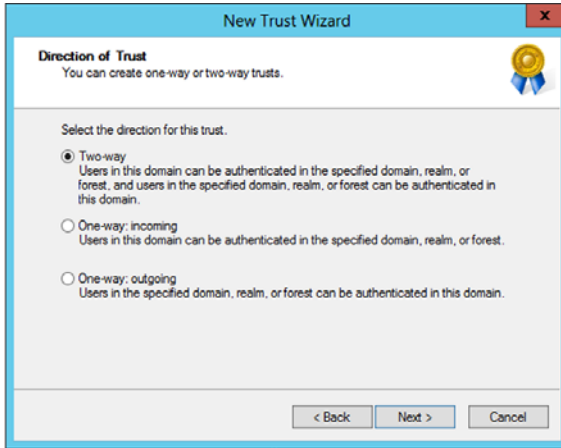 New Trust Wizard
x
Direction of Trust
You can create one-way or two-way trusts.
Select the direction for this trust.
Two-way
Users in this domain can be authenticated in the specified domain, realm, or
forest, and users in the specified domain, realm, or forest can be authenticated in
this domain.
One-way: incoming
Users in this domain can be authenticated in the specified domain, realm, or forest.
One-way: outgoing
Users in the specified domain, realm, or forest can be authenticated in this domain.
< Back Next > Cancel